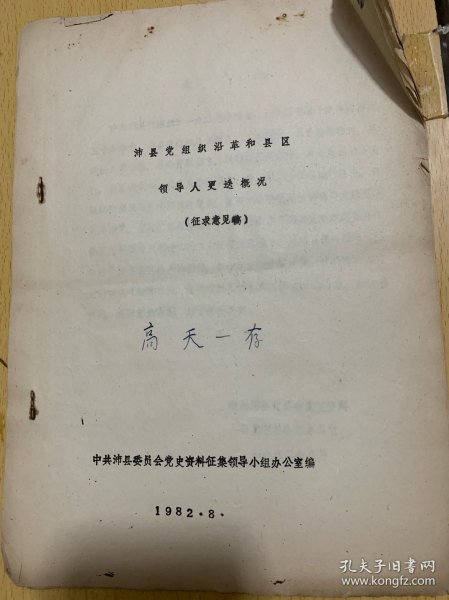 沛县党组织沿革和县区
领导人更迭概况
(征求意见稿)
高天一存
中共沛县委员会党史资料征集领导小组办公室编
1982·8·
孔夫子旧书网
www.kongfz.com